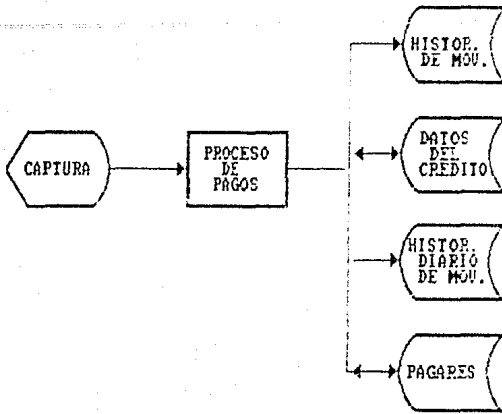 HISTOR.
DE MOV.
CAPTURA
PROCESO
DE
PAGOS
DATOS
DEL
CREDITO
HISTOR.
DIARIO
DE MOV.
PAGARES